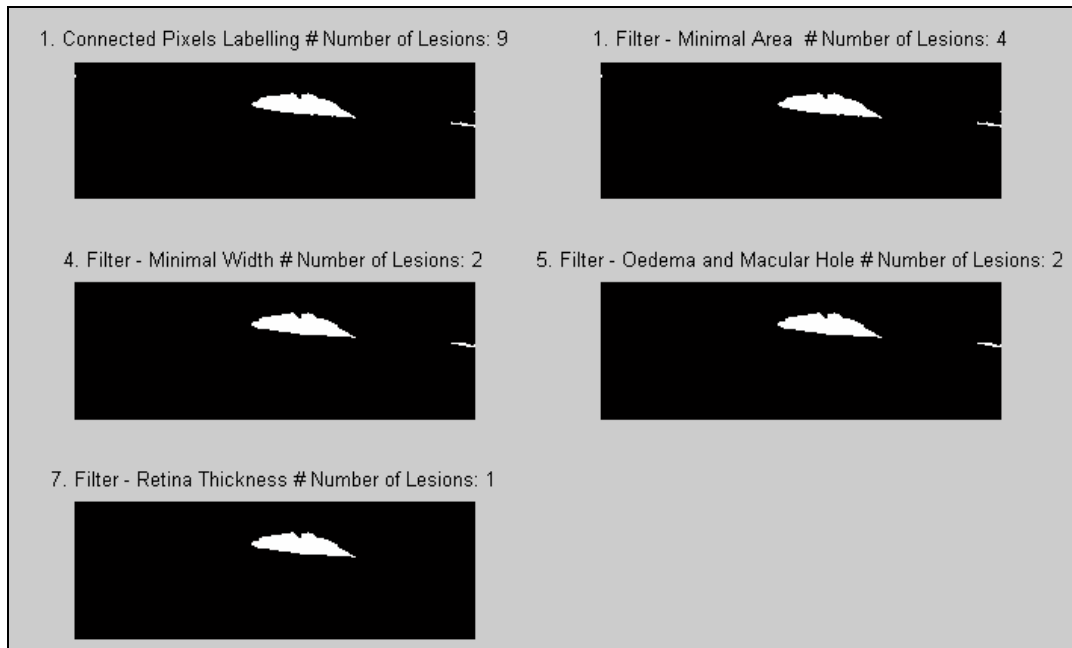 1. Connected Pixels Labelling # Number of Lesions: 9
1. Filter - Minimal Area # Number of Lesions: 4
4. Filter - Minimal Width # Number of Lesions: 2
5. Filter - Oedema and Macular Hole # Number of Lesions: 2
7. Filter - Retina Thickness # Number of Lesions: 1